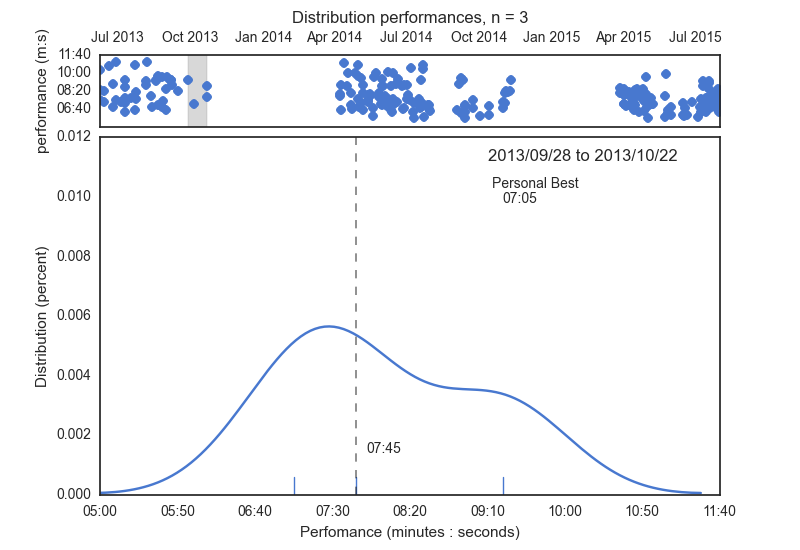 Distribution performances, n = 3
Jul 2013 Oct 2013 Jan 2014 Apr 2014 Jul 2014 Oct 2014 Jan 2015 Apr 2015 Jul 2015
performance (m:s)
11:40
10:00
08:20
06:40
Distribution (percent)
0.012
0.010
0.008
0.006
0.004
0.002
0.000
2013/09/28 to 2013/10/22
Personal Best
07:05
07:45
05:00 05:50 06:40 07:30 08:20 09:10 10:00 10:50 11:40
Perfomance (minutes : seconds)